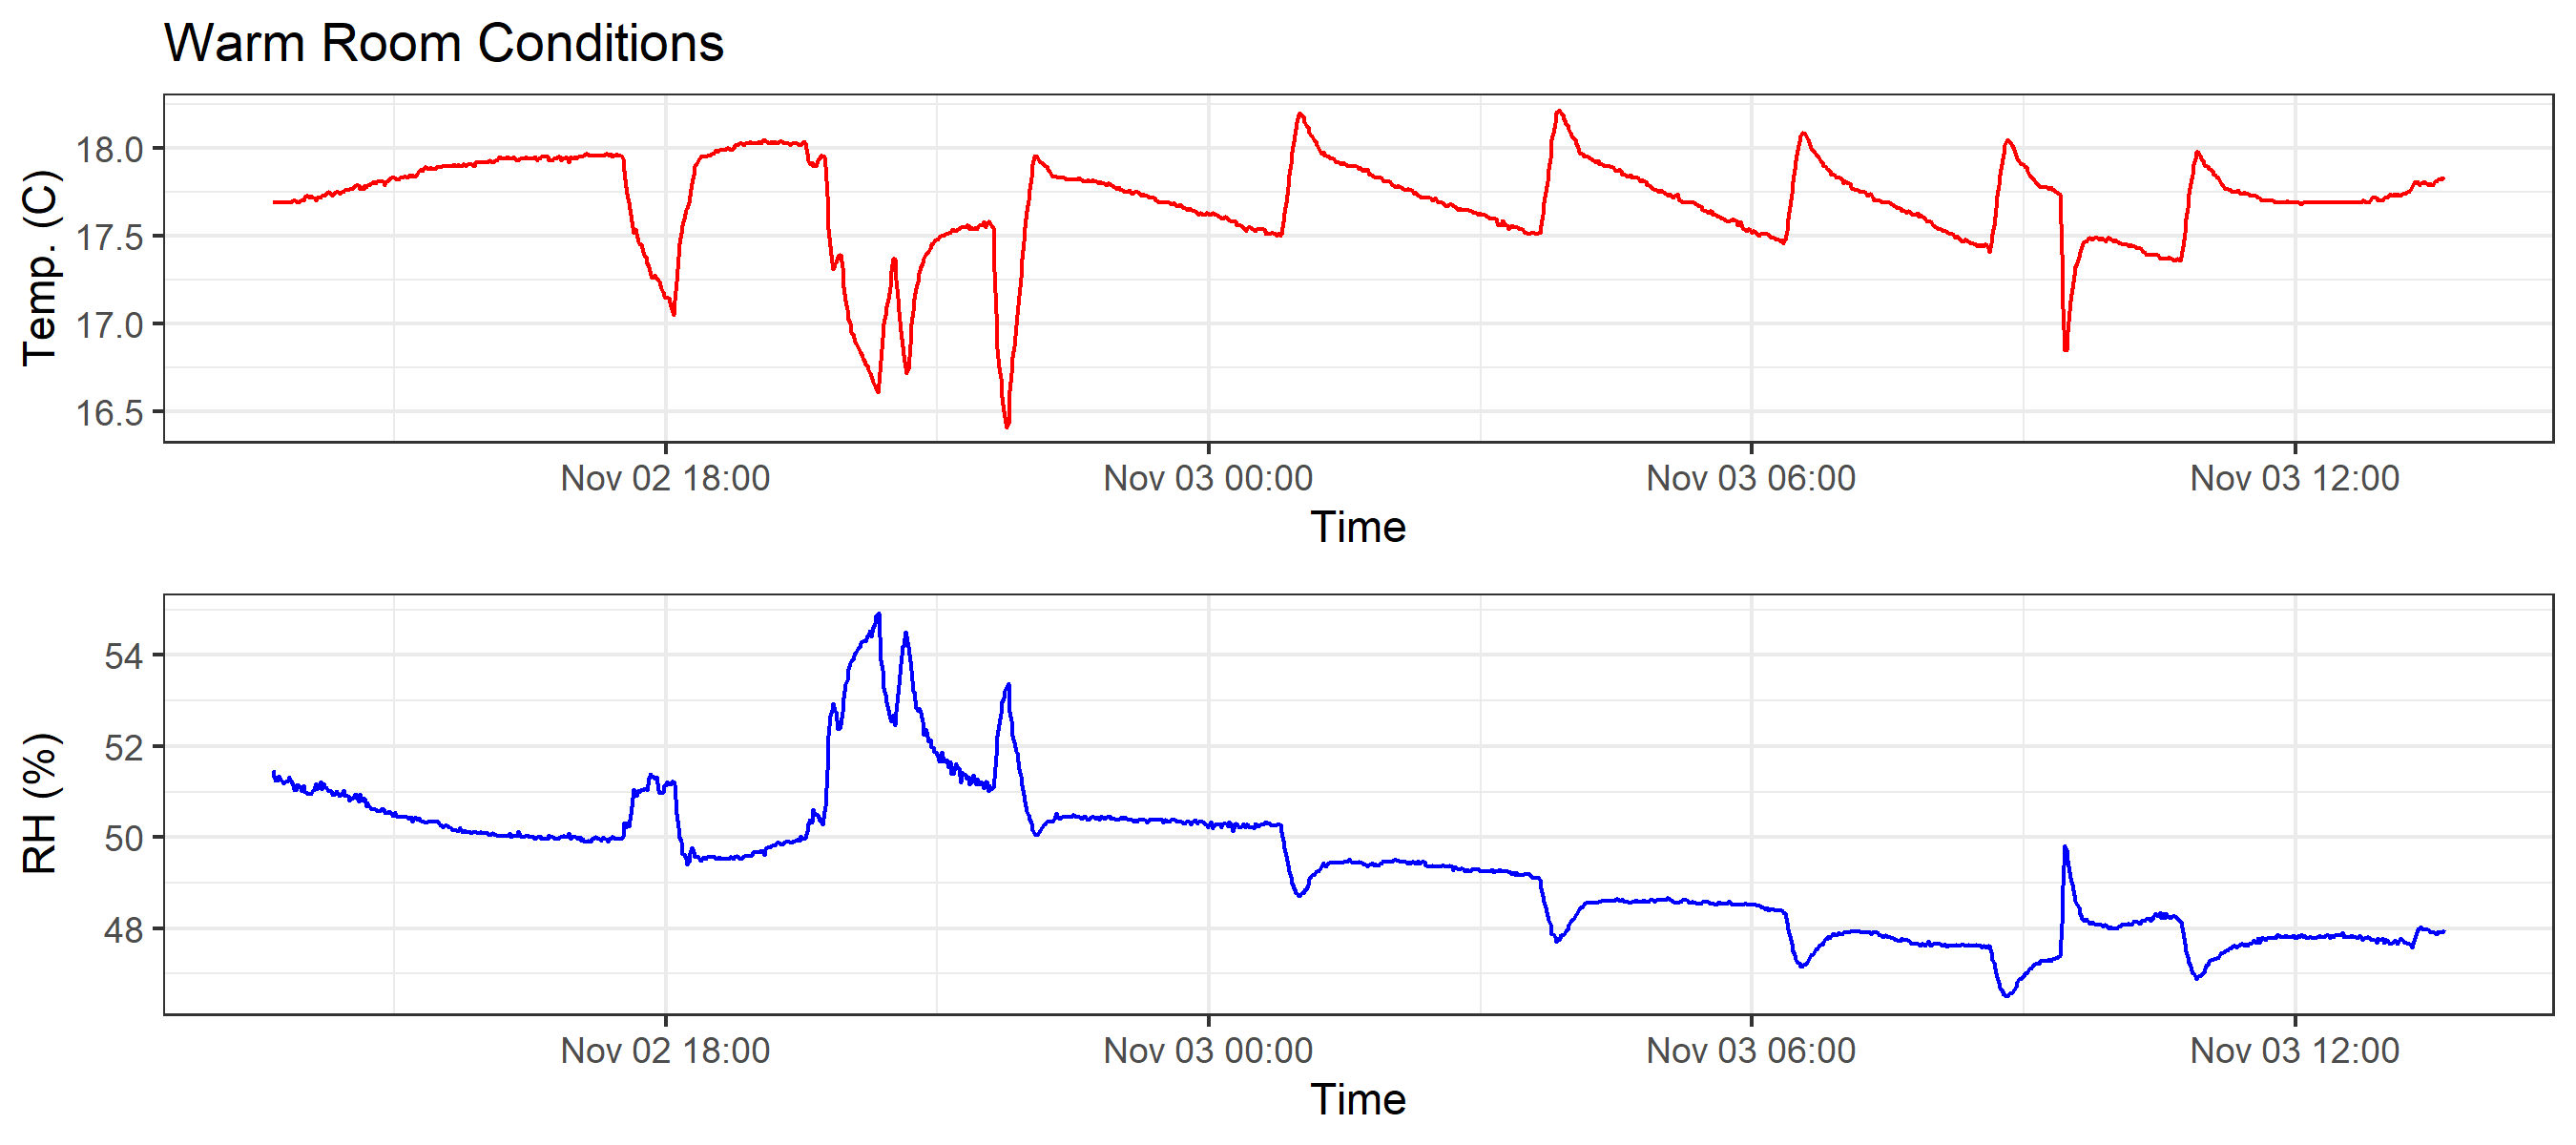 Warm Room Conditions
Temp. (C)
18.0
17.5
17.0
16.5
Nov 02 18:00 Nov 03 00:00 Nov 03 06:00 Nov 03 12:00
Time
RH (%)
54
52
50
48
Nov 02 18:00 Nov 03 00:00 Nov 03 06:00 Nov 03 12:00
Time